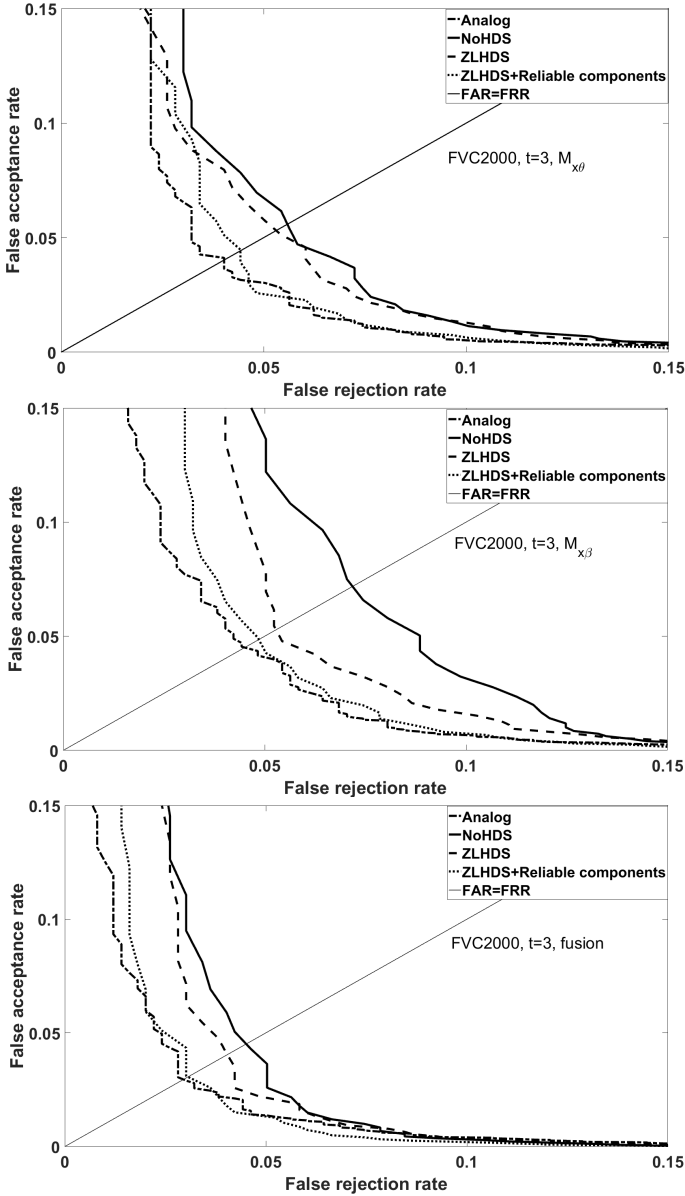 0.15
Analog
NoHDS
ZLHDS
ZLHDS+Reliable components
FAR=FRR
0.1
FVC2000, t=3, Mxθ
False acceptance rate
0.05
0
0 0.05 0.1 0.15
False rejection rate
0.15
Analog
NoHDS
ZLHDS
ZLHDS+Reliable components
FAR=FRR
0.1
FVC2000, t=3, Mxβ
False acceptance rate
0.05
0
0 0.05 0.1 0.15
False rejection rate
0.15
Analog
NoHDS
ZLHDS
ZLHDS+Reliable components
FAR=FRR
0.1
FVC2000, t=3, fusion
False acceptance rate
0.05
0
0 0.05 0.1 0.15
False rejection rate